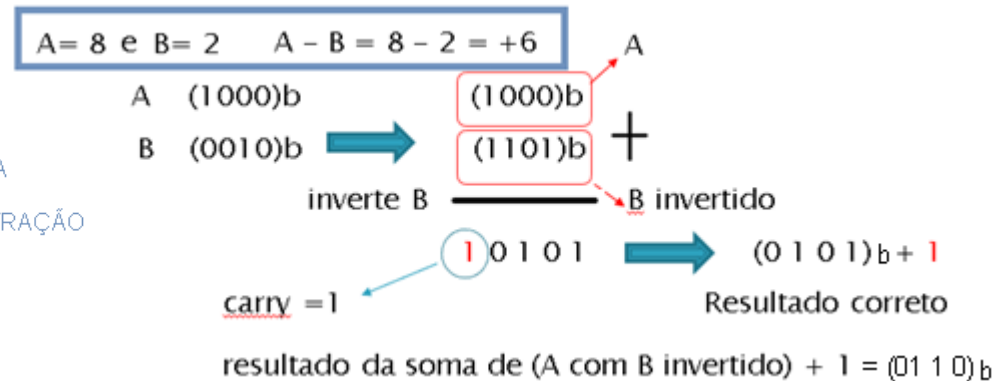 A= 8 e B= 2 A – B = 8 – 2 = +6
A
A (1000)b (1000)b
B (0010)b (1101)b +
A
inverte B B invertido
RAÇÃO
1 0 1 0 1 (0 1 0 1)b + 1
carry =1 Resultado correto
resultado da soma de (A com B invertido) + 1 = (01 1 0)b